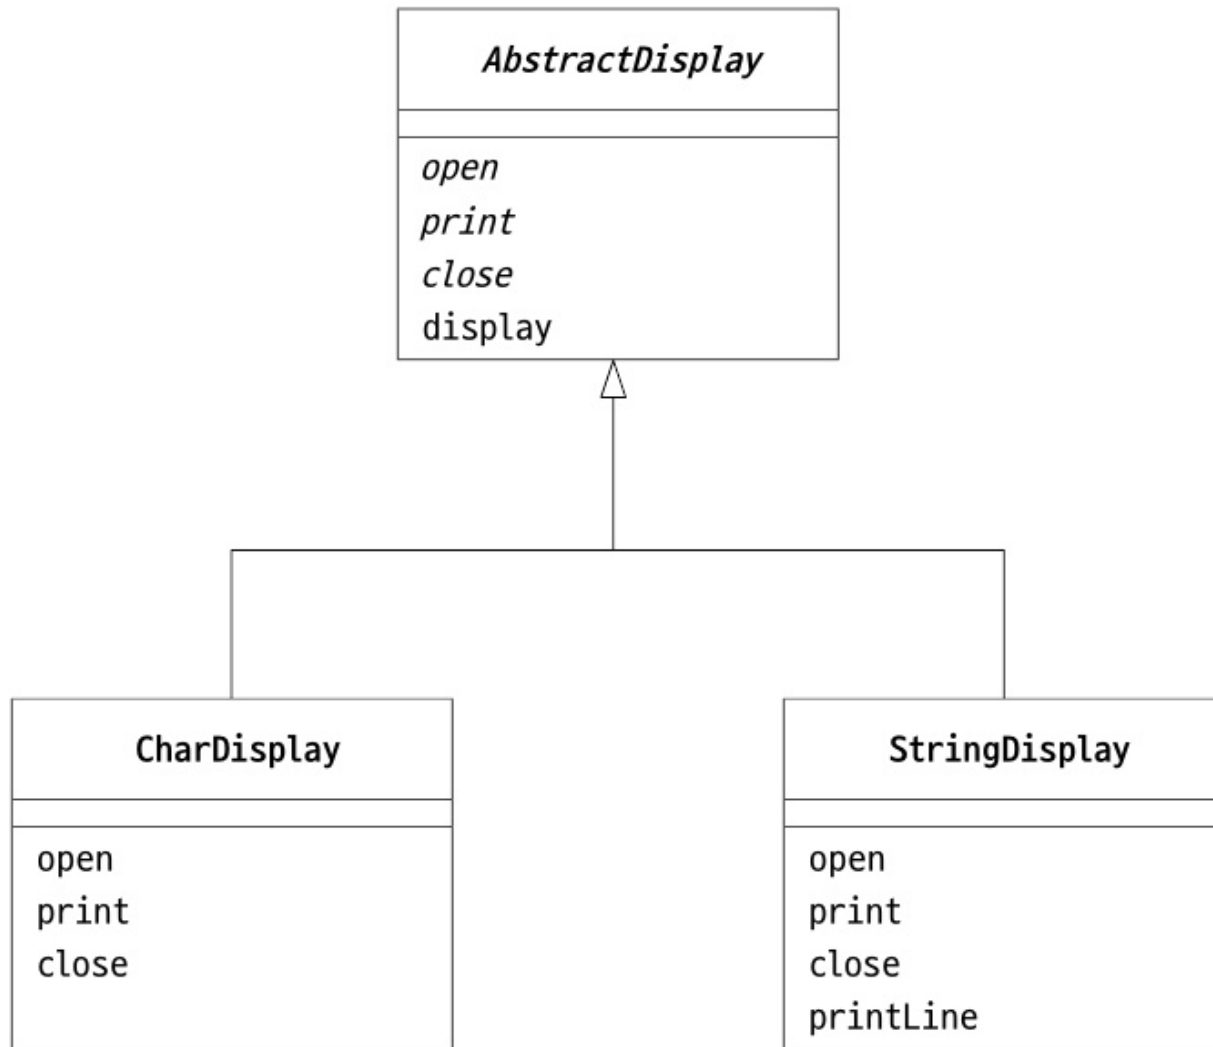 AbstractDisplay
open
print
close
display
CharDisplay
open
print
close
StringDisplay
open
print
close
printLine